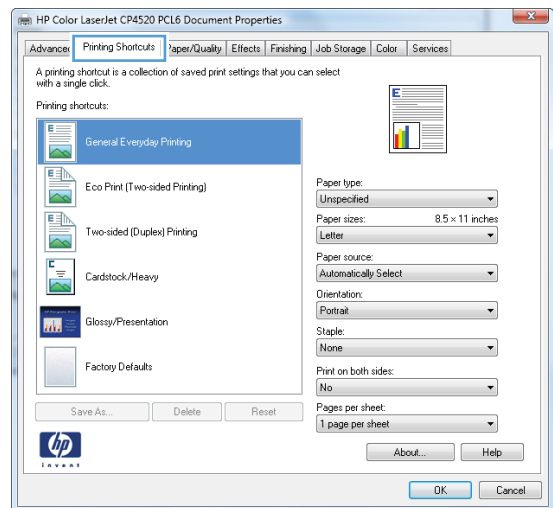 HP Color LaserJet CP4520 PCL6 Document Properties
Advanced Printing Shortcuts Paper/Quality Effects Finishing Job Storage Color Services
A printing shortcut is a collection of saved print settings that you can select
with a single click.
Printing shortcuts:
General Everyday Printing
Eco Print (Two-sided Printing)
Two-sided (Duplex) Printing
Cardstock/Heavy
Glossy/Presentation
Factory Defaults
Save As... Delete Reset
E
Paper type:
Unspecified
Paper sizes: 8.5 × 11 inches
Letter
Paper source:
Automatically Select
Orientation:
Portrait
Staple:
None
Print on both sides:
No
Pages per sheet:
1 page per sheet
hp
invent
About... Help
OK Cancel